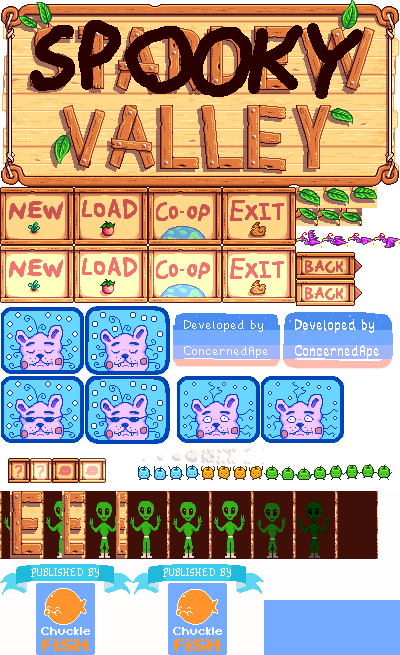 SPOOKY
VALLEY
NEW LOAD CO-OP EXIT
NEW LOAD CO-OP EXIT
BACK
BACK
Developed by
ConcernedApe
Developed by
ConcernedApe
? ?
E E
PUBLISHED BY
Chuckle
FISH
PUBLISHED BY
Chuckle
FISH